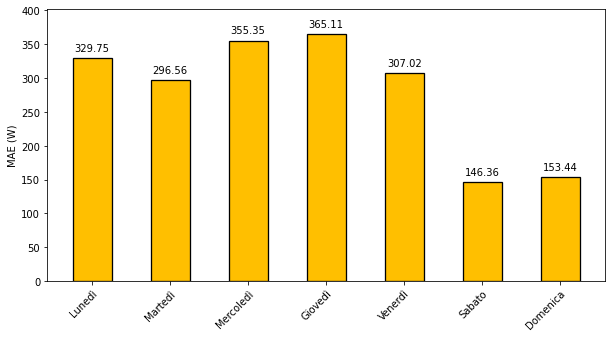 MAE (W)
400
350
300
250
200
150
100
50
0
329.75
296.56
355.35
365.11
307.02
146.36
153.44
Lunedì
Martedì
Mercoledì
Giovedì
Venerdì
Sabato
Domenica